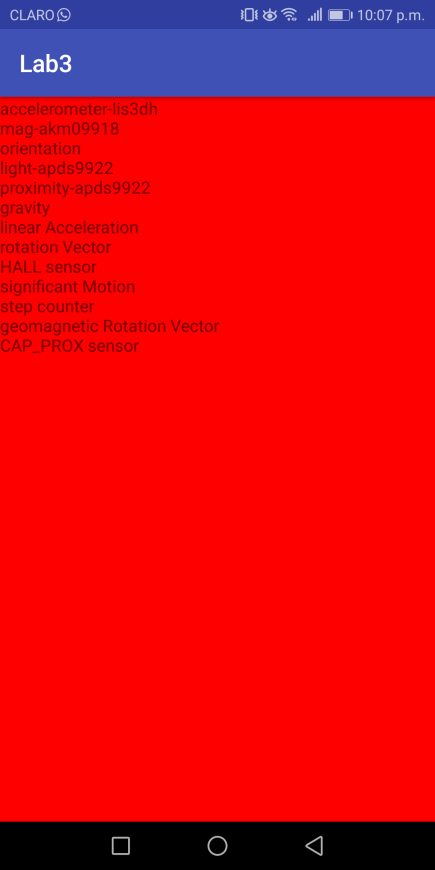 CLARO 10:07 p.m.
Lab3
accelerometer-lis3dh
mag-akm09918
orientation
light-apds9922
proximity-apds9922
gravity
linear Acceleration
rotation Vector
HALL sensor
significant Motion
step counter
geomagnetic Rotation Vector
CAP_PROX sensor